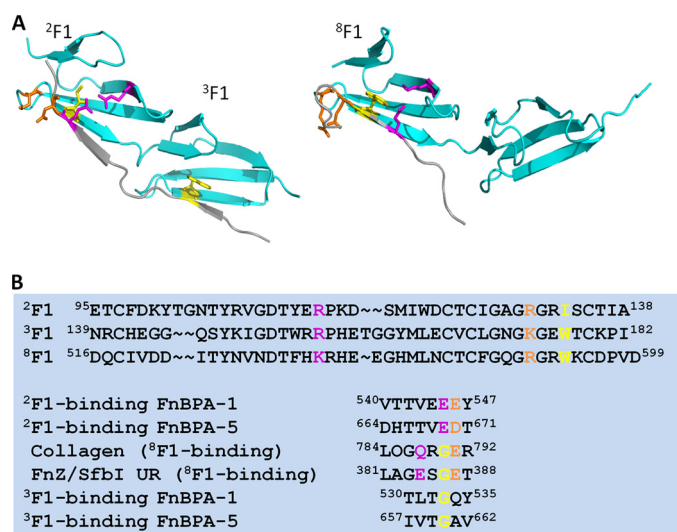 A
²F1
³F1
⁸F1
B
²F1 ⁹⁵ETCFDKYTGNTYRVGDTYERPKD~~SMIWDCTCIGAGRGRISCTIA¹³⁸
³F1 ¹³⁹NRCHEGG~~QSYKIGDTWRRPHETGGYMLECVCLGNGKGEWTCKPI¹⁸²
⁸F1 ⁵¹⁶DQCIVDD~~ITYNVNDTFHKRHE~EGHMLNCTCFGQGRGRWKCDPVD⁵⁹⁹
²F1-binding FnBPA-1 ⁵⁴⁰VTTVEEEY⁵⁴⁷
²F1-binding FnBPA-5 ⁶⁶⁴DHTTVEDT⁶⁷¹
Collagen (⁸F1-binding) ⁷⁸⁴LOGQRGER⁷⁹²
FnZ/SfbI UR (⁸F1-binding) ³⁸¹LAGESGET³⁸⁸
³F1-binding FnBPA-1 ⁵³⁰TLTGQY⁵³⁵
³F1-binding FnBPA-5 ⁶⁵⁷IVTGAV⁶⁶²